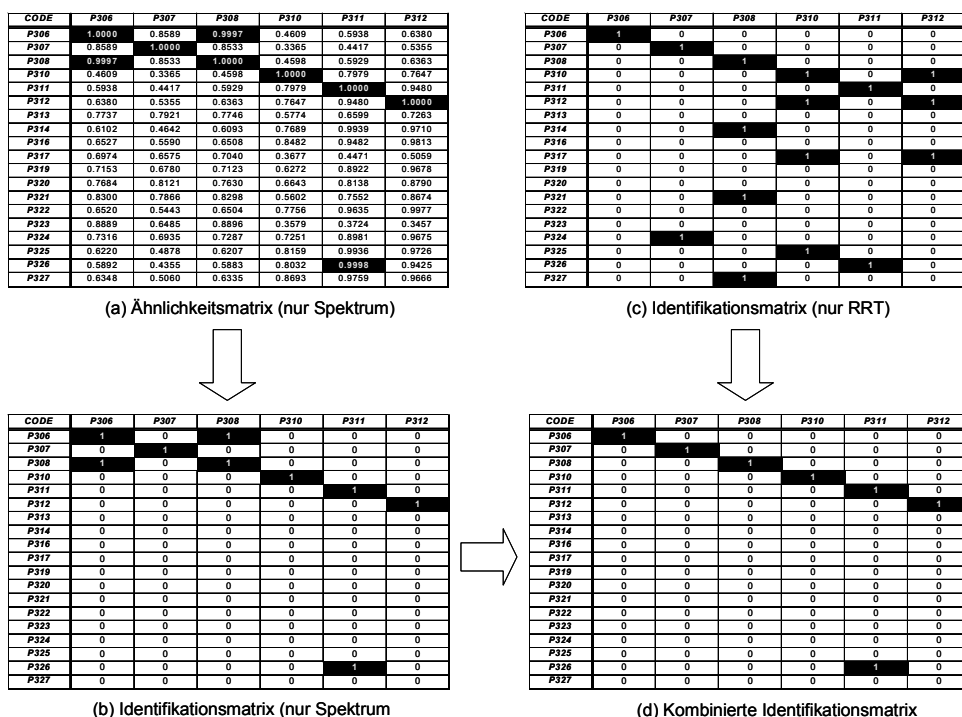 CODE P306 P307 P308 P310 P311 P312
P306 1.0000 0.8589 0.9997 0.4609 0.5938 0.6380
P307 0.8589 1.0000 0.8533 0.3365 0.4417 0.5355
P308 0.9997 0.8533 1.0000 0.4598 0.5929 0.6363
P310 0.4609 0.3365 0.4598 1.0000 0.7979 0.7647
P311 0.5938 0.4417 0.5929 0.7979 1.0000 0.9480
P312 0.6380 0.5355 0.6363 0.7647 0.9480 1.0000
P313 0.7737 0.7921 0.7746 0.5774 0.6599 0.7263
P314 0.6102 0.4642 0.6093 0.7689 0.9939 0.9710
P316 0.6527 0.5590 0.6508 0.8482 0.9482 0.9813
P317 0.6974 0.6575 0.7040 0.3677 0.4471 0.5059
P319 0.7153 0.6780 0.7123 0.6272 0.8922 0.9678
P320 0.7684 0.8121 0.7630 0.6643 0.8138 0.8790
P321 0.8300 0.7866 0.8298 0.5602 0.7552 0.8674
P322 0.6520 0.5443 0.6504 0.7756 0.9635 0.9977
P323 0.8889 0.6485 0.8896 0.3579 0.3724 0.3457
P324 0.7316 0.6935 0.7287 0.7251 0.8981 0.9675
P325 0.6220 0.4878 0.6207 0.8159 0.9936 0.9726
P326 0.5892 0.4355 0.5883 0.8032 0.9998 0.9425
P327 0.6348 0.5060 0.6335 0.8693 0.9759 0.9666
(a) Ähnlichkeitsmatrix (nur Spektrum)
CODE P306 P307 P308 P310 P311 P312
P306 1 0 0 0 0 0
P307 0 1 0 0 0 0
P308 0 0 1 0 0 0
P310 0 0 0 1 0 1
P311 0 0 0 0 1 0
P312 0 0 0 1 0 1
P313 0 0 0 0 0 0
P314 0 0 1 0 0 0
P316 0 0 0 0 0 0
P317 0 0 0 1 0 1
P319 0 0 0 0 0 0
P320 0 0 0 0 0 0
P321 0 0 1 0 0 0
P322 0 0 0 0 0 0
P323 0 0 0 0 0 0
P324 0 1 0 0 0 0
P325 0 0 0 1 0 0
P326 0 0 0 0 1 0
P327 0 0 1 0 0 0
(c) Identifikationsmatrix (nur RRT)
CODE P306 P307 P308 P310 P311 P312
P306 1 0 1 0 0 0
P307 0 1 0 0 0 0
P308 1 0 1 0 0 0
P310 0 0 0 1 0 0
P311 0 0 0 0 1 0
P312 0 0 0 0 0 1
P313 0 0 0 0 0 0
P314 0 0 0 0 0 0
P316 0 0 0 0 0 0
P317 0 0 0 0 0 0
P319 0 0 0 0 0 0
P320 0 0 0 0 0 0
P321 0 0 0 0 0 0
P322 0 0 0 0 0 0
P323 0 0 0 0 0 0
P324 0 0 0 0 0 0
P325 0 0 0 0 0 0
P326 0 0 0 0 1 0
P327 0 0 0 0 0 0
(b) Identifikationsmatrix (nur Spektrum
CODE P306 P307 P308 P310 P311 P312
P306 1 0 0 0 0 0
P307 0 1 0 0 0 0
P308 0 0 1 0 0 0
P310 0 0 0 1 0 0
P311 0 0 0 0 1 0
P312 0 0 0 0 0 1
P313 0 0 0 0 0 0
P314 0 0 0 0 0 0
P316 0 0 0 0 0 0
P317 0 0 0 0 0 0
P319 0 0 0 0 0 0
P320 0 0 0 0 0 0
P321 0 0 0 0 0 0
P322 0 0 0 0 0 0
P323 0 0 0 0 0 0
P324 0 0 0 0 0 0
P325 0 0 0 0 0 0
P326 0 0 0 0 1 0
P327 0 0 0 0 0 0
(d) Kombinierte Identifikationsmatrix